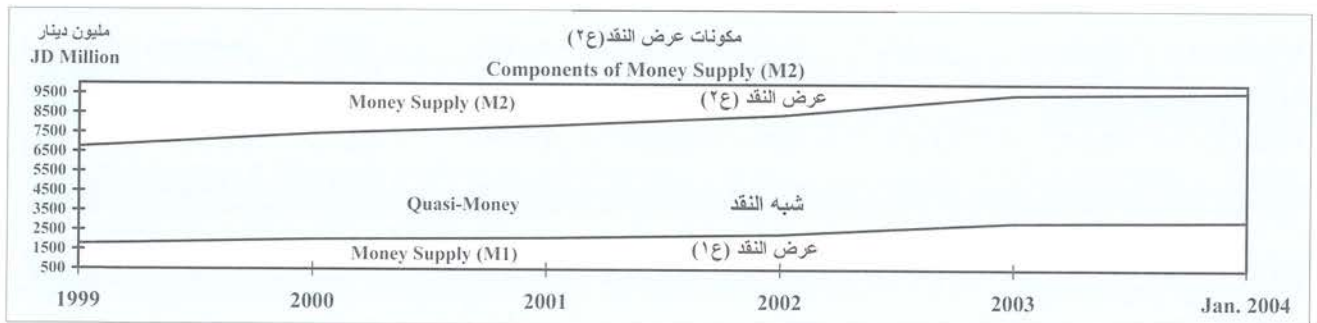 مليون دينار
مكونات عرض النقد(ع٢)
JD Million
Components of Money Supply (M2)
9500
Money Supply (M2) عرض النقد (ع٢)
8500
7500
6500
5500
4500
Quasi-Money شبه النقد
3500
2500
1500
Money Supply (M1) عرض النقد (ع١)
500
1999 2000 2001 2002 2003 Jan. 2004